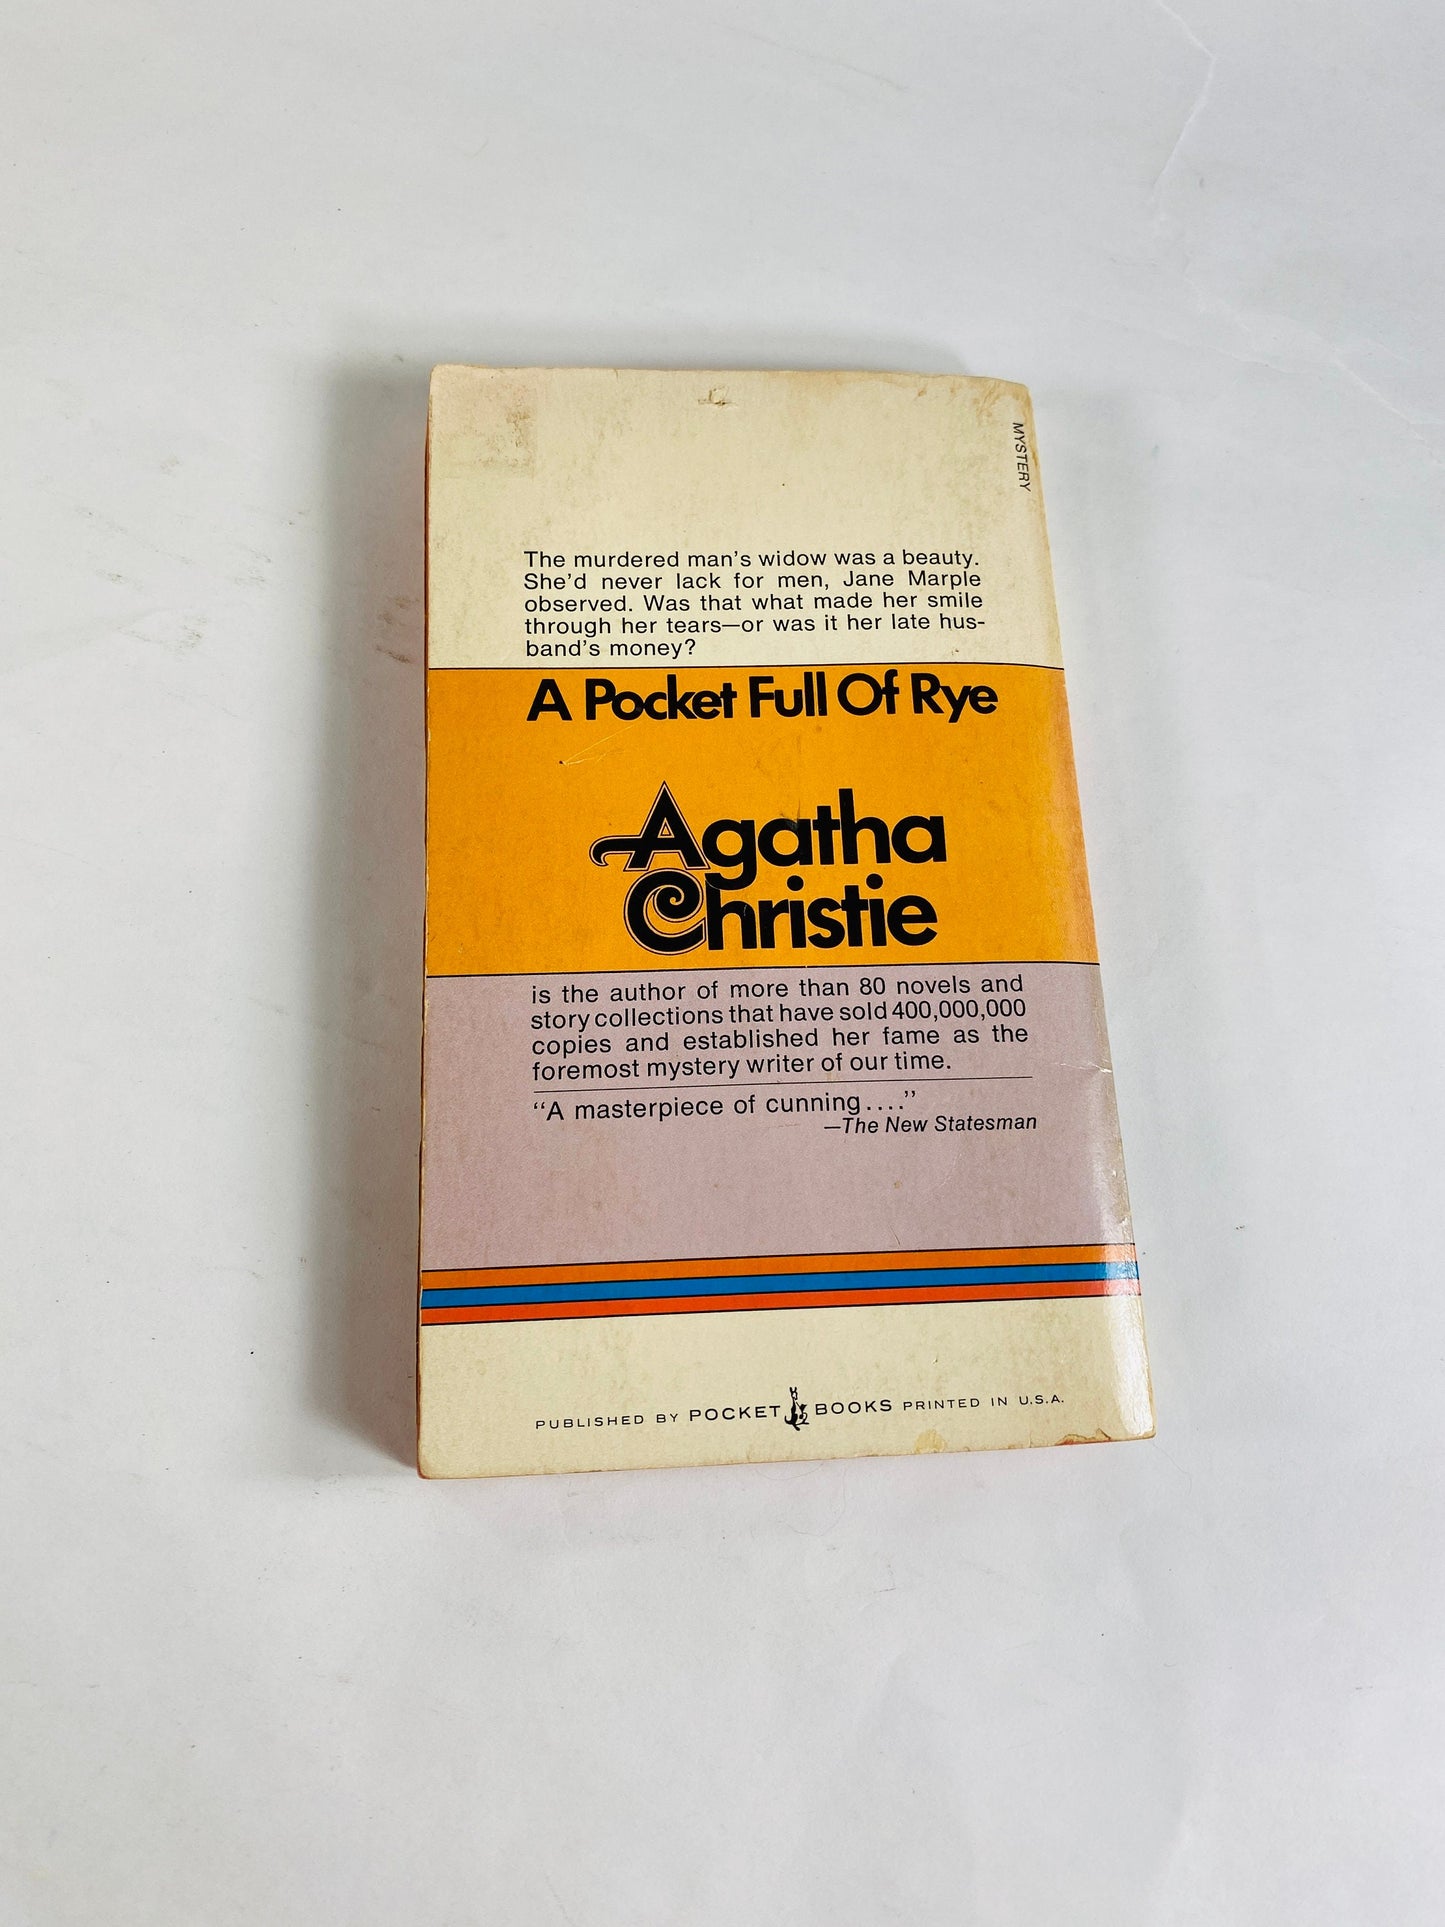 MYSTERY
The murdered man's widow was a beauty.
She'd never lack for men, Jane Marple
observed. Was that what made her smile
through her tears—or was it her late hus-
band's money?
A Pocket Full Of Rye
Agatha
Christie
is the author of more than 80 novels and
story collections that have sold 400,000,000
copies and established her fame as the
foremost mystery writer of our time.
"A masterpiece of cunning...."
—The New Statesman
PUBLISHED BY POCKET BOOKS PRINTED IN U.S.A.